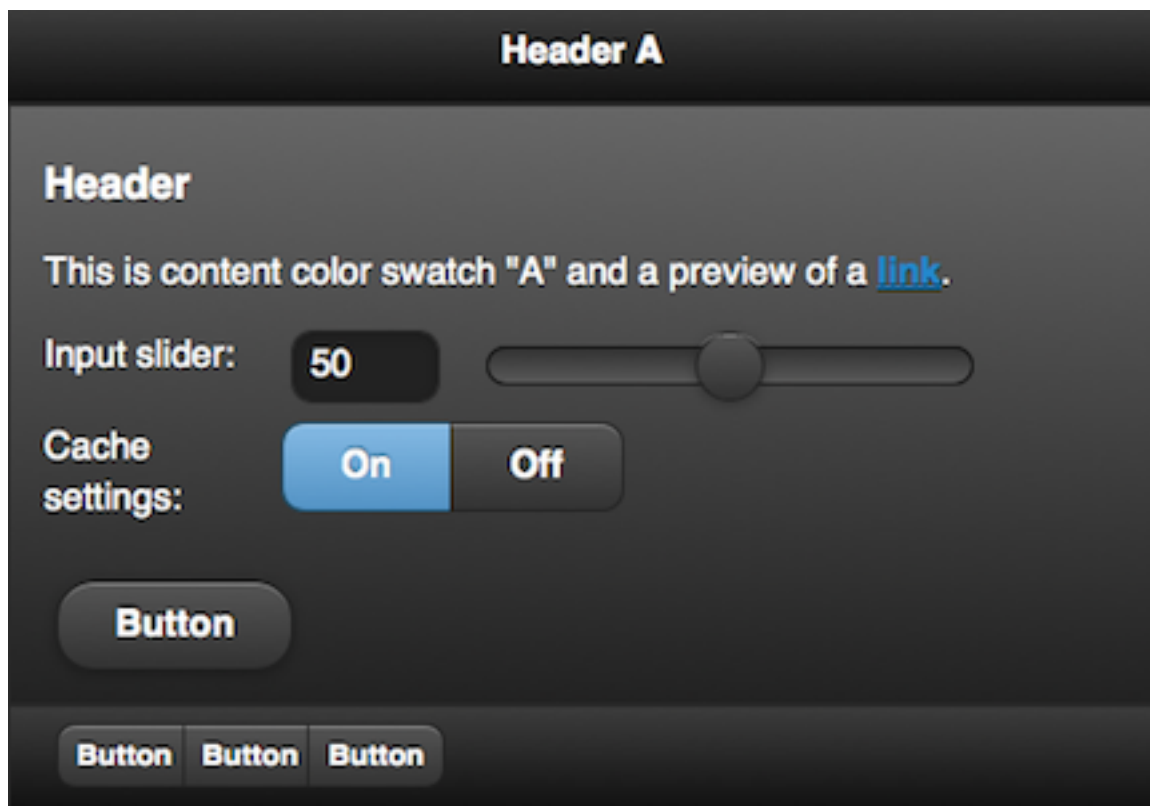 Header A
Header
This is content color swatch "A" and a preview of a link.
Input slider: 50
Cache
settings:
On Off
Button
Button Button Button